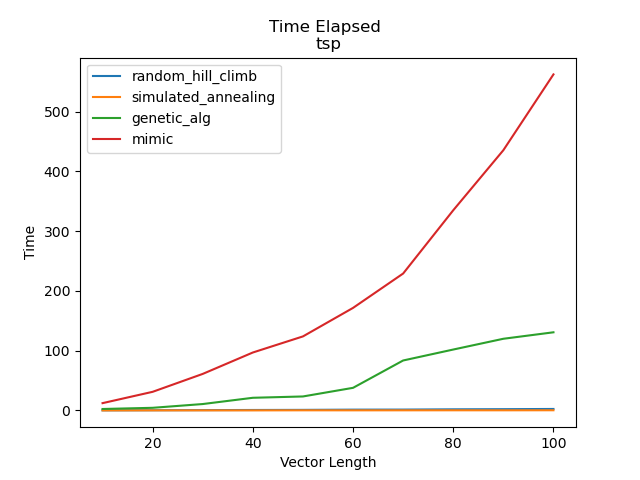 Time Elapsed
tsp
random_hill_climb
simulated_annealing
genetic_alg
mimic
Time
500
400
300
200
100
0
20 40 60 80 100
Vector Length